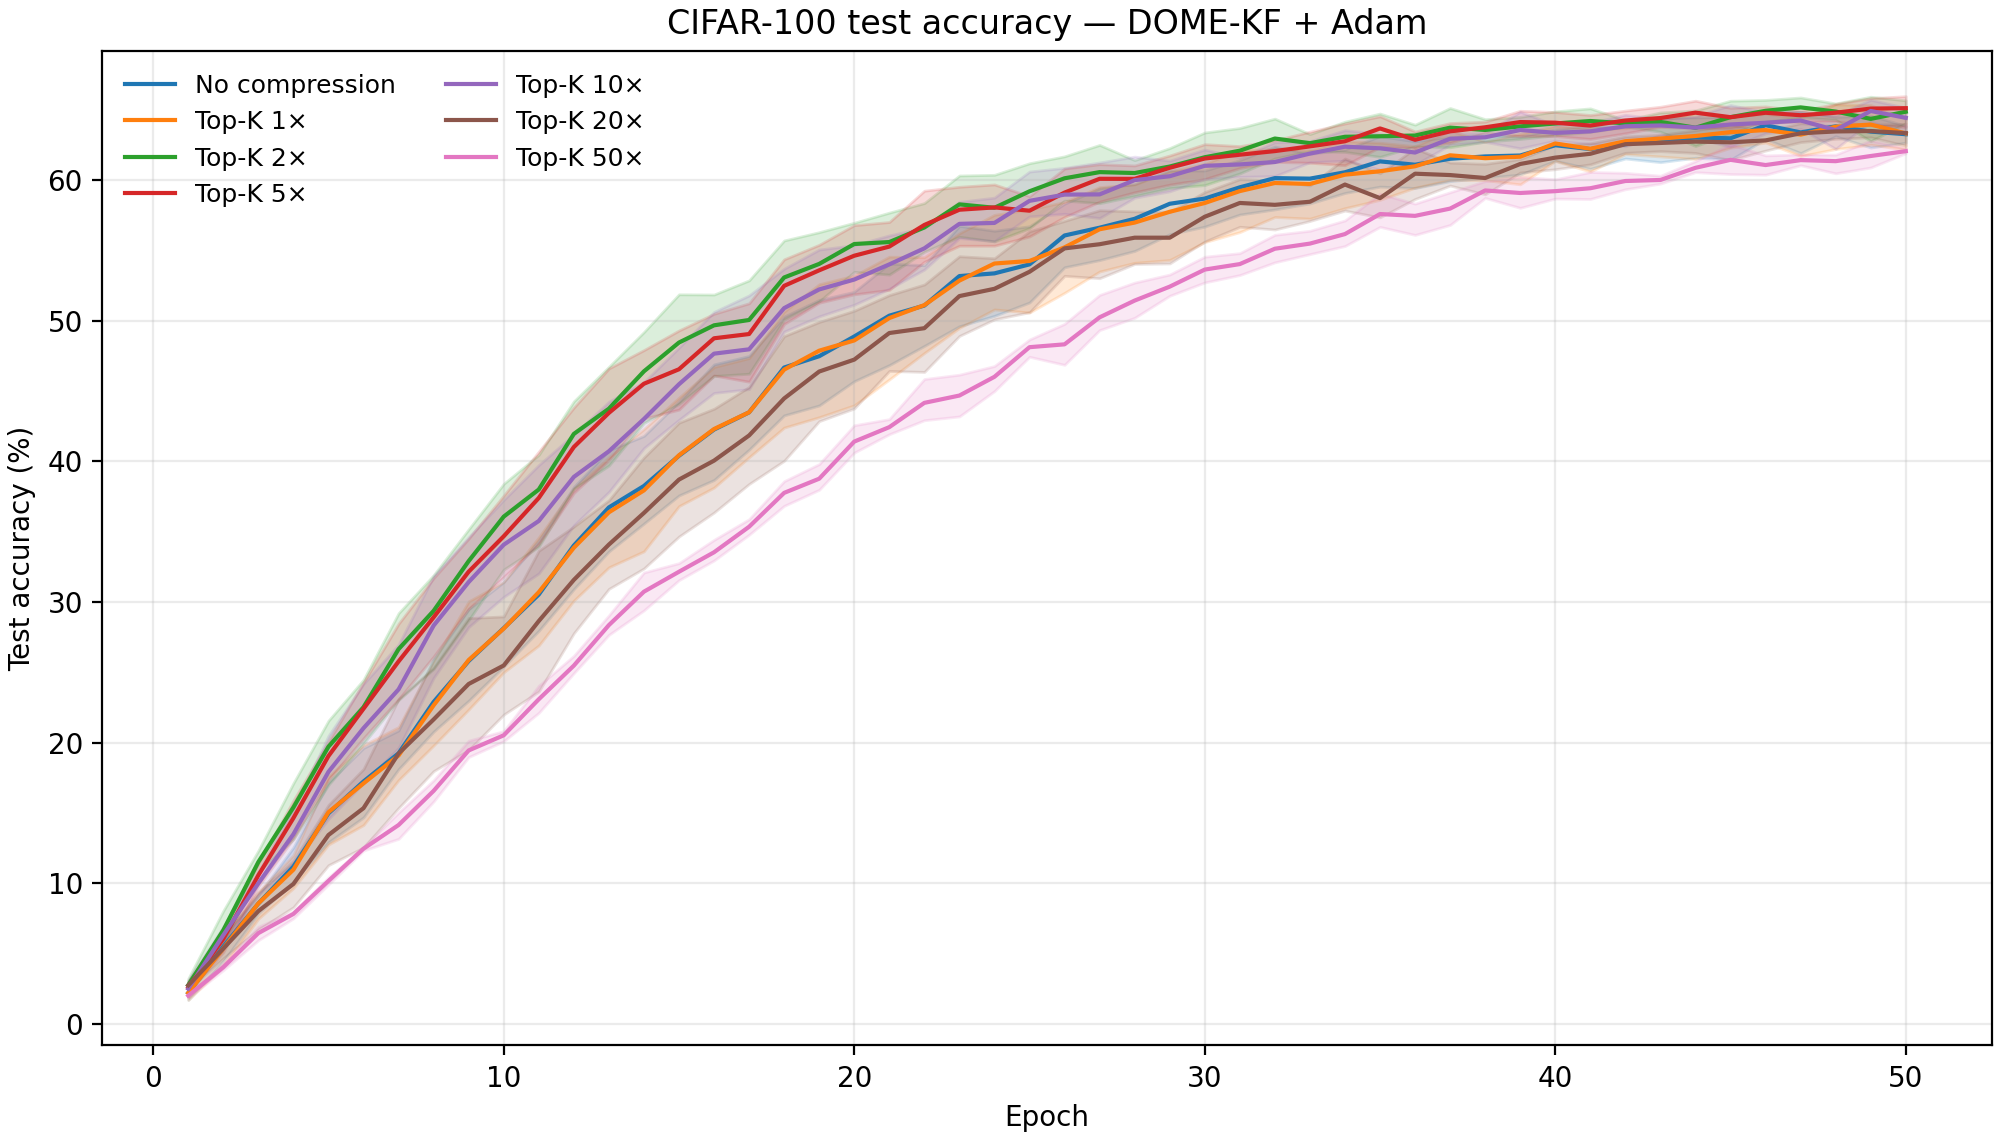 CIFAR-100 test accuracy — DOME-KF + Adam
No compression
Top-K 1×
Top-K 2×
Top-K 5×
Top-K 10×
Top-K 20×
Top-K 50×
Test accuracy (%)
60
50
40
30
20
10
0
0 10 20 30 40 50
Epoch